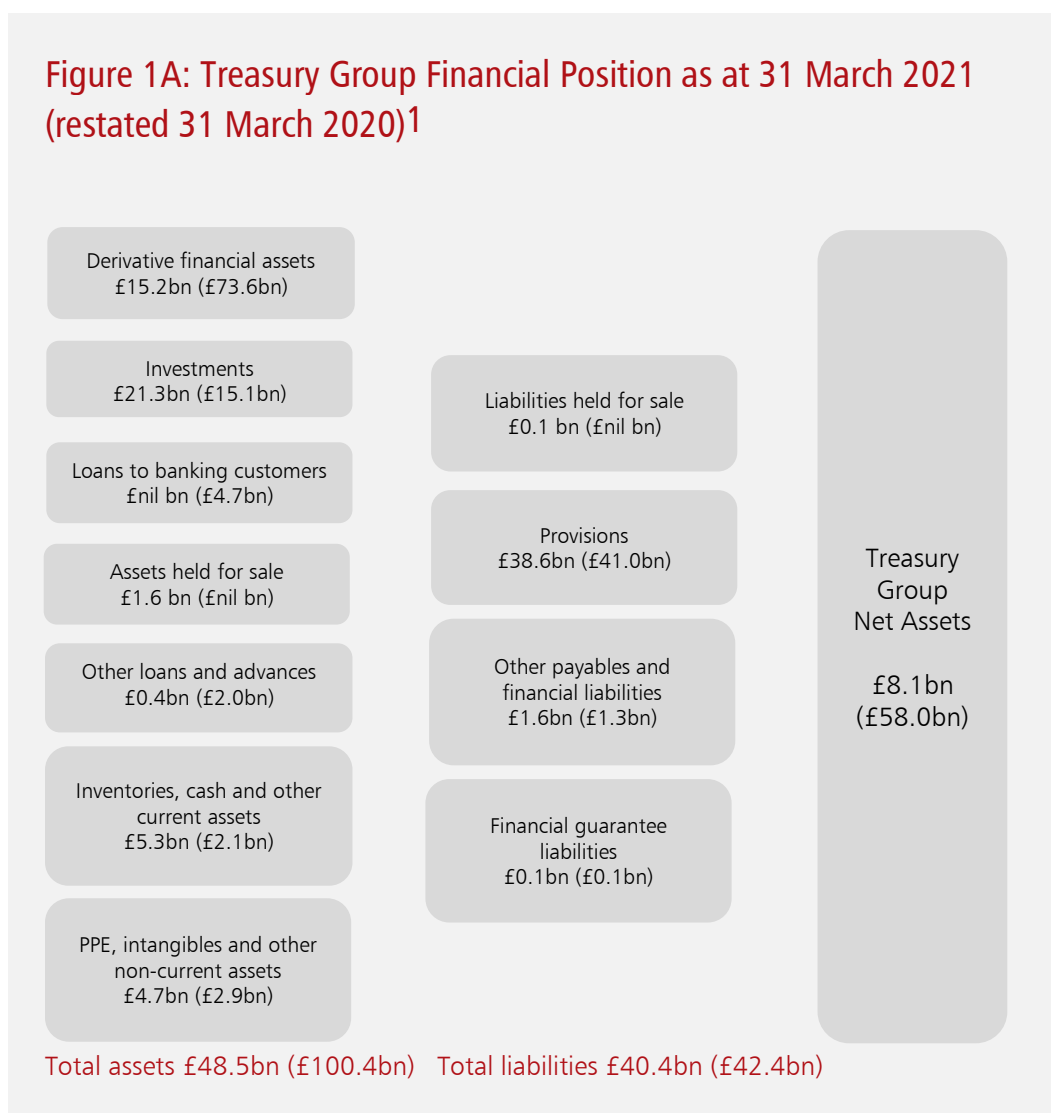 Figure 1A: Treasury Group Financial Position as at 31 March 2021
(restated 31 March 2020)1
Derivative financial assets
£15.2bn (£73.6bn)
Investments
£21.3bn (£15.1bn)
Loans to banking customers
£nil bn (£4.7bn)
Assets held for sale
£1.6 bn (£nil bn)
Other loans and advances
£0.4bn (£2.0bn)
Inventories, cash and other
current assets
£5.3bn (£2.1bn)
PPE, intangibles and other
non-current assets
£4.7bn (£2.9bn)
Liabilities held for sale
£0.1 bn (£nil bn)
Provisions
£38.6bn (£41.0bn)
Other payables and
financial liabilities
£1.6bn (£1.3bn)
Financial guarantee
liabilities
£0.1bn (£0.1bn)
Treasury
Group
Net Assets
£8.1bn
(£58.0bn)
Total assets £48.5bn (£100.4bn) Total liabilities £40.4bn (£42.4bn)